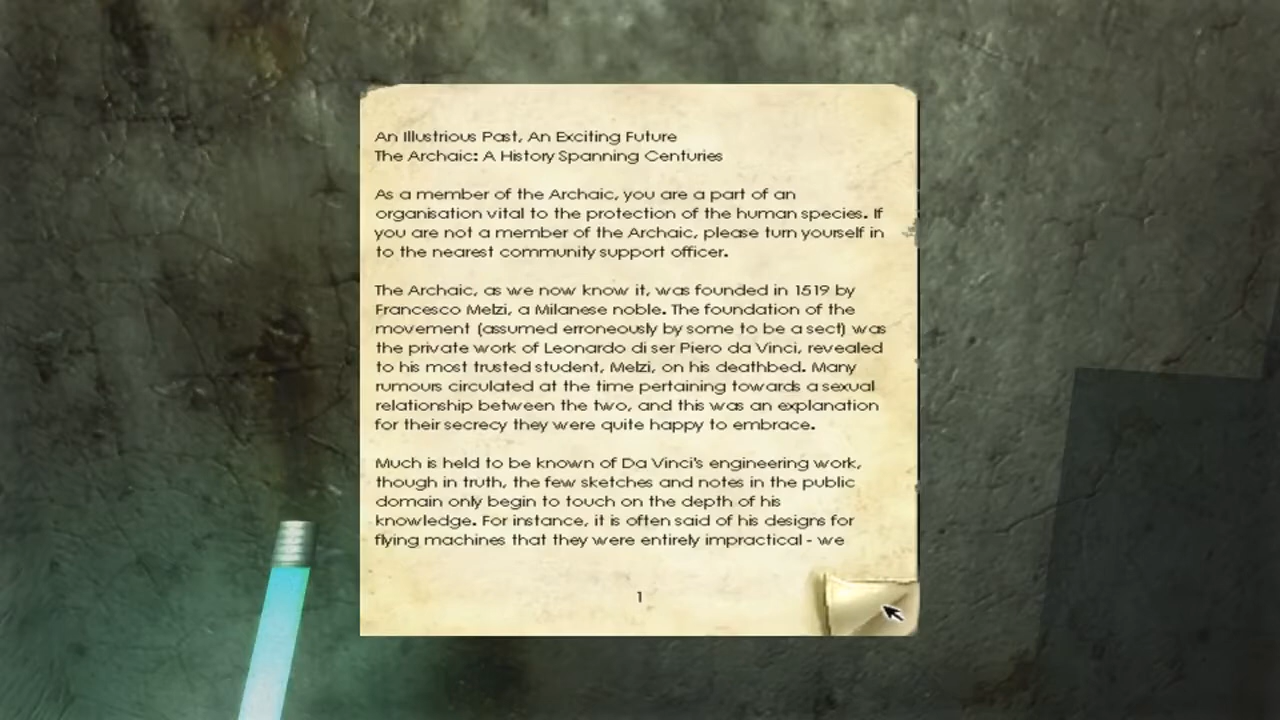 An Illustrious Past, An Exciting Future
The Archaic: A History Spanning Centuries
As a member of the Archaic, you are a part of an
organisation vital to the protection of the human species. If
you are not a member of the Archaic, please turn yourself in
to the nearest community support officer.
The Archaic, as we now know it, was founded in 1519 by
Francesco Melzi, a Milanese noble. The foundation of the
movement (assumed erroneously by some to be a sect) was
the private work of Leonardo di ser Piero da Vinci, revealed
to his most trusted student, Melzi, on his deathbed. Many
rumours circulated at the time pertaining towards a sexual
relationship between the two, and this was an explanation
for their secrecy they were quite happy to embrace.
Much is held to be known of Da Vinci's engineering work,
though in truth, the few sketches and notes in the public
domain only begin to touch on the depth of his
knowledge. For instance, it is often said of his designs for
flying machines that they were entirely impractical - we
1